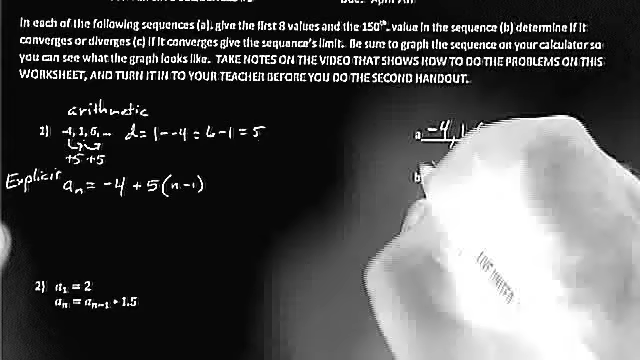 In each of the following sequences (a). give the first 8 values and the 150th. value in the sequence (b) determine if it
converges or diverges (c) if it converges give the sequence's limit. Be sure to graph the sequence on your calculator so
you can see what the graph looks like. TAKE NOTES ON THE VIDEO THAT SHOWS HOW TO DO THE PROBLEMS ON THIS
WORKSHEET, AND TURN IT IN TO YOUR TEACHER BEFORE YOU DO THE SECOND HANDOUT.
arithmetic
1) -4, 1, 6, ... d = 1 - -4 = 6 - 1 = 5
+5 +5
Explicit aₙ = -4 + 5(n-1)
a -4, 1
b
2) a₁ = 2
aₙ = aₙ₋₁ • 1.5